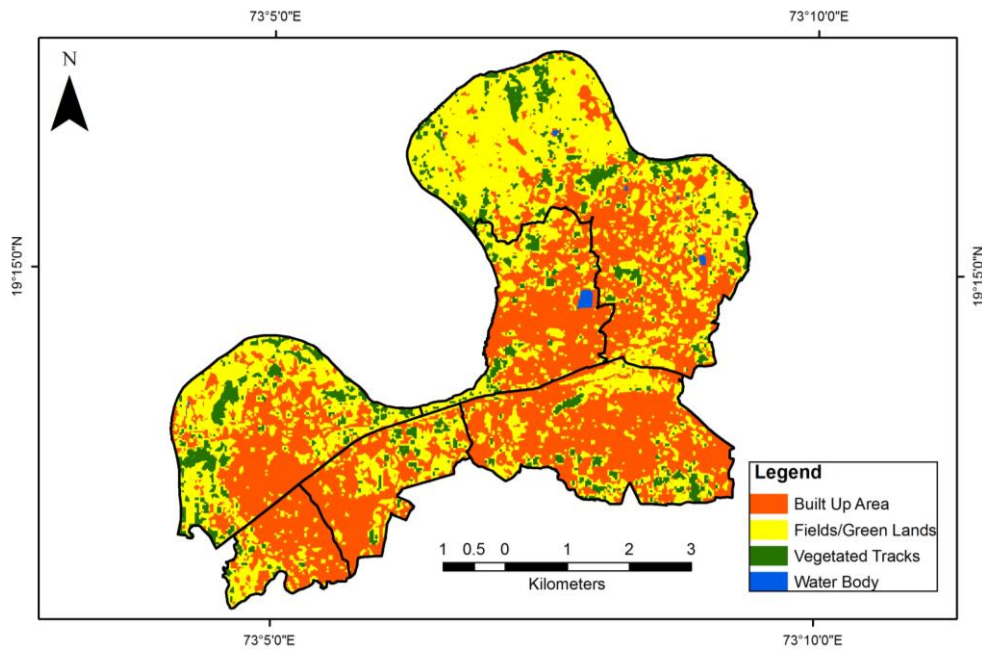 73°5'0"E 73°10'0"E
N
19°15'0"N 19°15'0"N
Legend
Built Up Area
Fields/Green Lands
Vegetated Tracks
Water Body
1 0.5 0 1 2 3
Kilometers
73°5'0"E 73°10'0"E